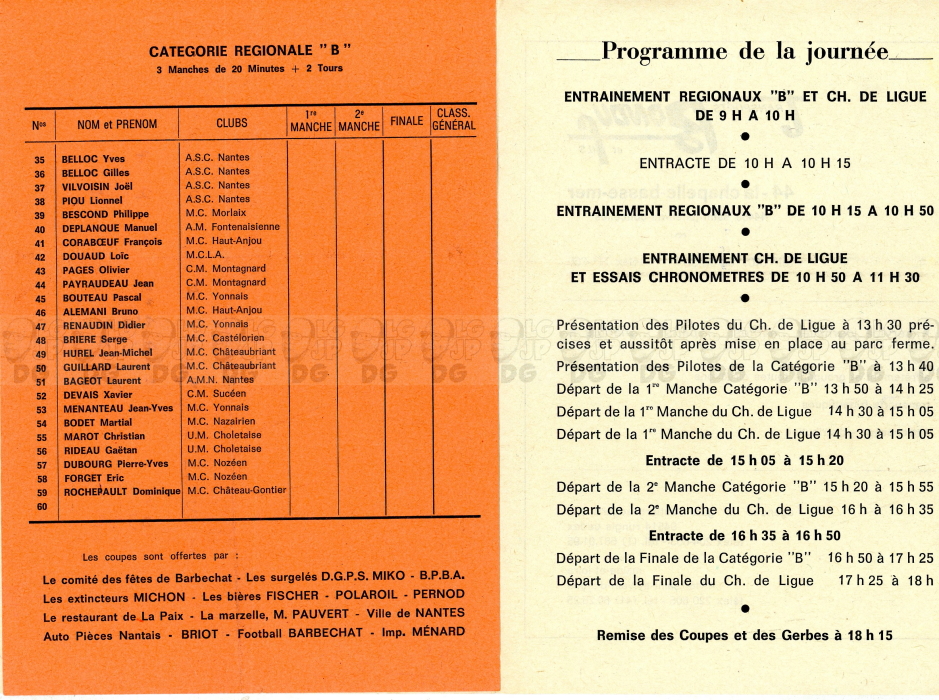 CATEGORIE REGIONALE "B"
3 Manches de 20 Minutes + 2 Tours
Nos NOM et PRENOM CLUBS 1re MANCHE 2e MANCHE FINALE CLASS. GÉNÉRAL
35 BELLOC Yves A.S.C. Nantes
36 BELLOC Gilles A.S.C. Nantes
37 VILVOISIN Joël A.S.C. Nantes
38 PIOU Lionnel A.S.C. Nantes
39 BESCOND Philippe M.C. Morlaix
40 DEPLANQUE Manuel A.M. Fontenaisienne
41 CORABŒUF François M.C. Haut-Anjou
42 DOUAUD Loïc M.C.L.A.
43 PAGES Olivier C.M. Montagnard
44 PAYRAUDEAU Jean C.M. Montagnard
45 BOUTEAU Pascal M.C. Yonnais
46 ALEMANI Bruno M.C. Haut-Anjou
47 RENAUDIN Didier M.C. Yonnais
48 BRIERE Serge M.C. Castélorien
49 HUREL Jean-Michel M.C. Châteaubriant
50 GUILLARD Laurent M.C. Châteaubriant
51 BAGEOT Laurent A.M.N. Nantes
52 DEVAIS Xavier C.M. Sucéen
53 MENANTEAU Jean-Yves M.C. Yonnais
54 BODET Martial M.C. Nazairien
55 MAROT Christian U.M. Choletaise
56 RIDEAU Gaëtan U.M. Choletaise
57 DUBOURG Pierre-Yves M.C. Nozéen
58 FORGET Eric M.C. Nozéen
59 ROCHEPAULT Dominique M.C. Château-Gontier
60
Les coupes sont offertes par :
Le comité des fêtes de Barbechat - Les surgelés D.G.P.S. MIKO - B.P.B.A.
Les extincteurs MICHON - Les bières FISCHER - POLAROIL - PERNOD
Le restaurant de La Paix - La marzelle, M. PAUVERT - Ville de NANTES
Auto Pièces Nantais - BRIOT - Football BARBECHAT - Imp. MÉNARD
Programme de la journée
ENTRAINEMENT REGIONAUX "B" ET CH. DE LIGUE
DE 9 H A 10 H
ENTRACTE DE 10 H A 10 H 15
ENTRAINEMENT REGIONAUX "B" DE 10 H 15 A 10 H 50
ENTRAINEMENT CH. DE LIGUE
ET ESSAIS CHRONOMETRES DE 10 H 50 A 11 H 30
Présentation des Pilotes du Ch. de Ligue à 13 h 30 pré-
cises et aussitôt après mise en place au parc ferme.
Présentation des Pilotes de la Catégorie "B" à 13 h 40
Départ de la 1re Manche Catégorie "B" 13 h 50 à 14 h 25
Départ de la 1re Manche du Ch. de Ligue 14 h 30 à 15 h 05
Départ de la 1re Manche du Ch. de Ligue 14 h 30 à 15 h 05
Entracte de 15 h 05 à 15 h 20
Départ de la 2e Manche Catégorie "B" 15 h 20 à 15 h 55
Départ de la 2e Manche du Ch. de Ligue 16 h à 16 h 35
Entracte de 16 h 35 à 16 h 50
Départ de la Finale de la Catégorie "B" 16 h 50 à 17 h 25
Départ de la Finale du Ch. de Ligue 17 h 25 à 18 h
Remise des Coupes et des Gerbes à 18 h 15